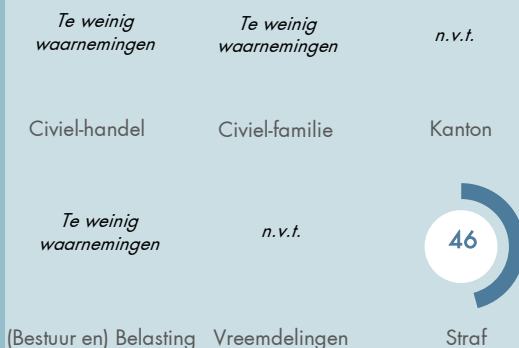 Te weinig
waarnemingen
Te weinig
waarnemingen
n.v.t.
Civiel-handel
Civiel-familie
Kanton
Te weinig
waarnemingen
n.v.t.
46
(Bestuur en) Belasting
Vreemdelingen
Straf